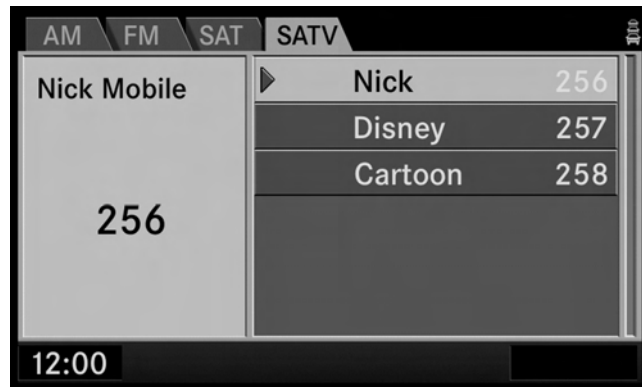 AM FM SAT SATV
Nick Mobile
256
Nick 256
Disney 257
Cartoon 258
12:00